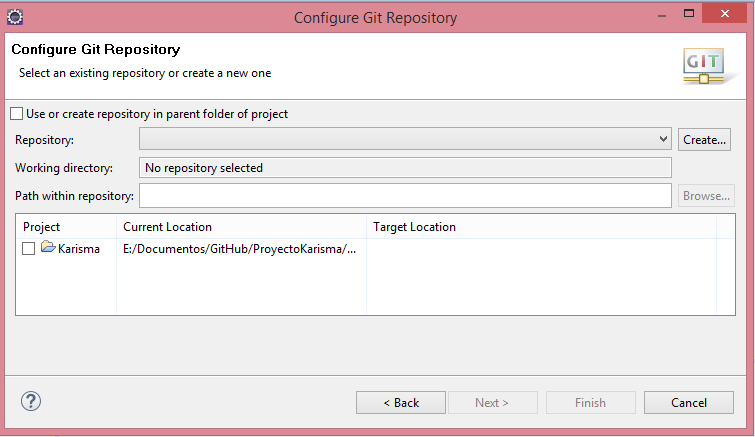 Configure Git Repository
Configure Git Repository
Select an existing repository or create a new one
GIT
Use or create repository in parent folder of project
Repository: Create...
Working directory: No repository selected
Path within repository: Browse...
Project Current Location Target Location
Karisma E:/Documentos/GitHub/ProyectoKarisma/...
< Back Next > Finish Cancel